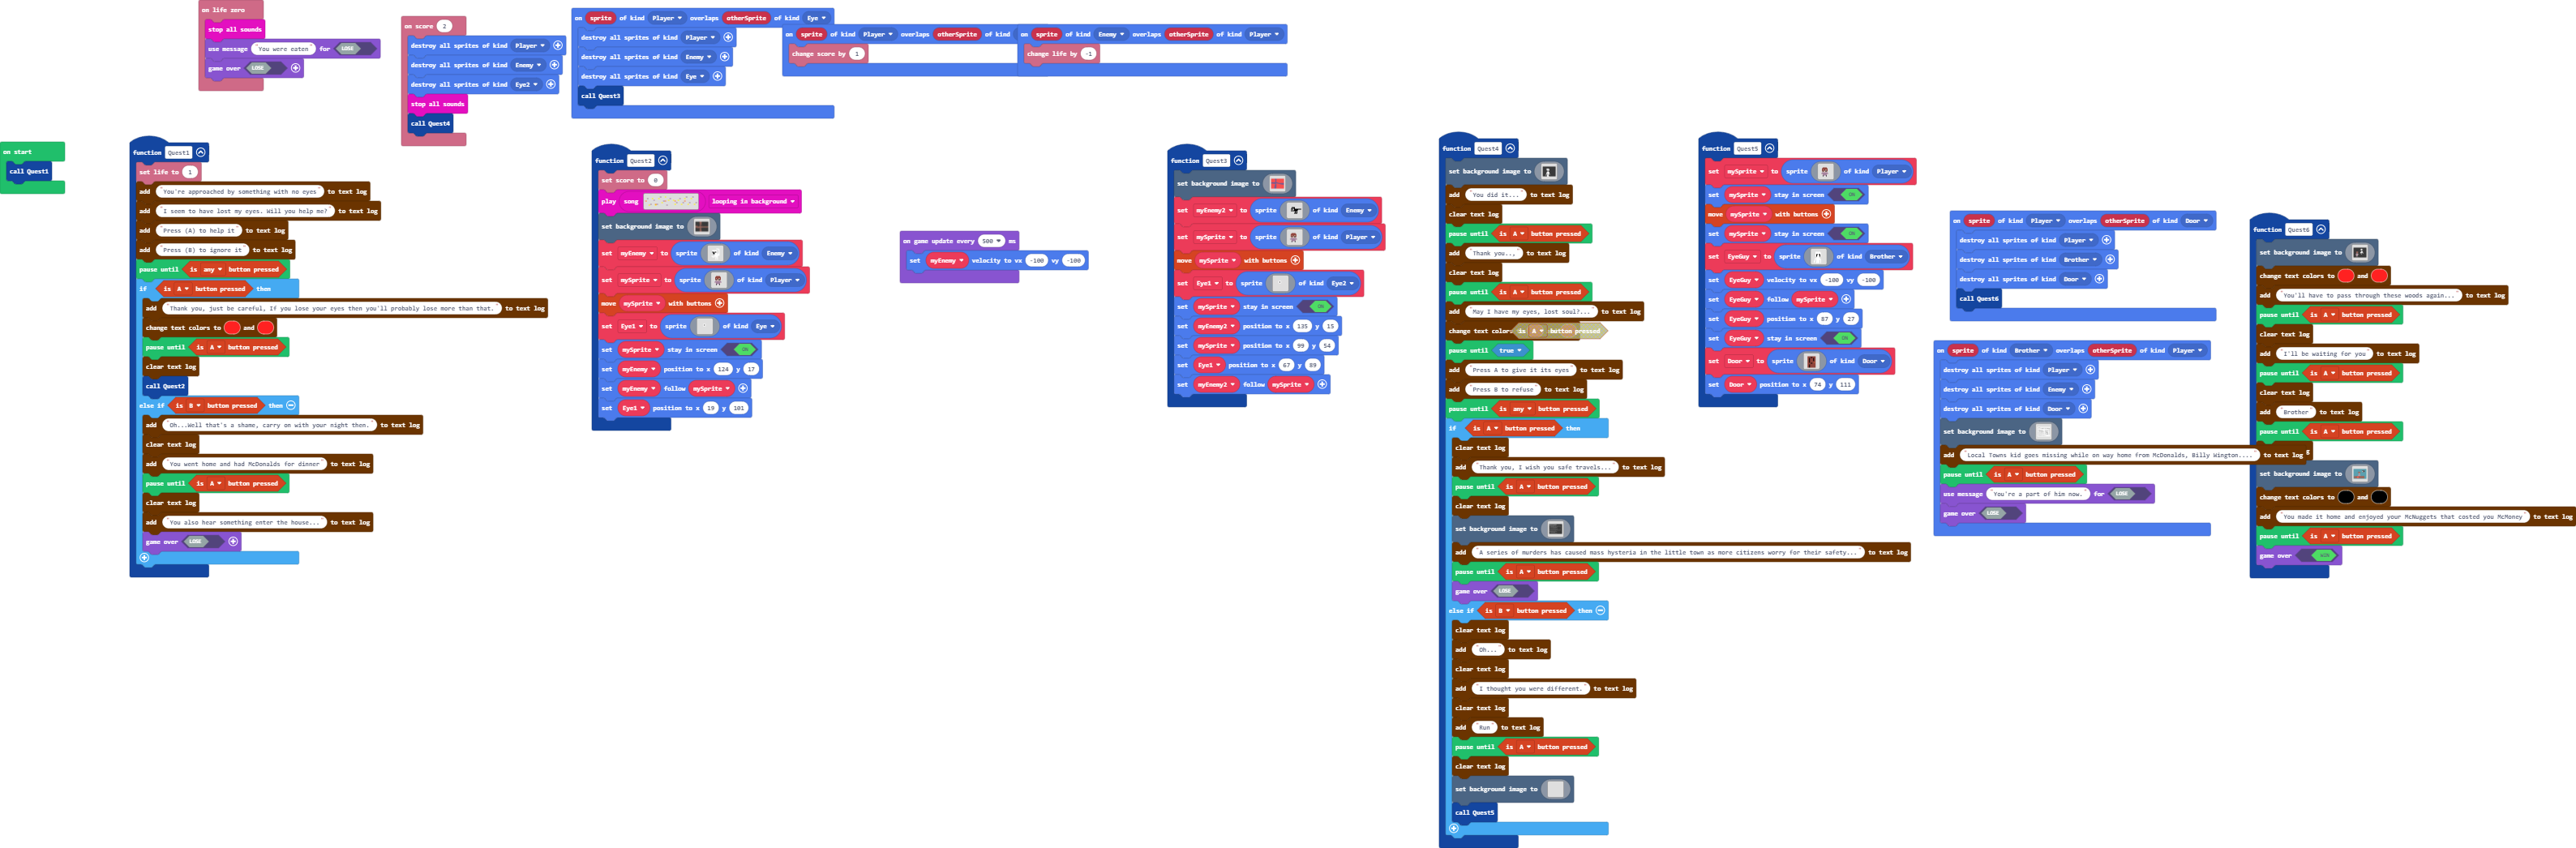 on life zero
stop all sounds
use message "You were eaten" for LOSE
game over LOSE
on score 2
destroy all sprites of kind Player
destroy all sprites of kind Enemy
destroy all sprites of kind Eye2
stop all sounds
call Quest4
on sprite of kind Player overlaps otherSprite of kind Eye
destroy all sprites of kind Player
destroy all sprites of kind Enemy
destroy all sprites of kind Eye
call Quest3
on sprite of kind Player overlaps otherSprite of kind
change score by 1
on sprite of kind Enemy overlaps otherSprite of kind Player
change life by -1
on start
call Quest1
function Quest1
set life to 1
add "You're approached by something with no eyes" to text log
add "I seem to have lost my eyes. Will you help me?" to text log
add "Press (A) to help it" to text log
add "Press (B) to ignore it" to text log
pause until is any button pressed
if is A button pressed then
add "Thank you, just be careful, If you lose your eyes then you'll probably lose more than that." to text log
change text colors to and
pause until is A button pressed
clear text log
call Quest2
else if is B button pressed then
add "Oh...Well that's a shame, carry on with your night then." to text log
clear text log
add "You went home and had McDonalds for dinner" to text log
pause until is A button pressed
clear text log
add "You also hear something enter the house..." to text log
game over LOSE
function Quest2
set score to 0
play song looping in background
set background image to
set myEnemy to sprite of kind Enemy
set mySprite to sprite of kind Player
move mySprite with buttons
set Eye1 to sprite of kind Eye
set mySprite stay in screen ON
set myEnemy position to x 124 y 17
set myEnemy follow mySprite
set Eye1 position to x 19 y 101
on game update every 500 ms
set myEnemy velocity to vx -100 vy -100
function Quest3
set background image to
set myEnemy2 to sprite of kind Enemy
set mySprite to sprite of kind Player
move mySprite with buttons
set Eye1 to sprite of kind Eye2
set mySprite stay in screen ON
set myEnemy2 position to x 135 y 15
set mySprite position to x 99 y 54
set Eye1 position to x 67 y 89
set myEnemy2 follow mySprite
function Quest4
set background image to
add "You did it..." to text log
clear text log
pause until is A button pressed
add "Thank you..," to text log
clear text log
pause until is A button pressed
add "May I have my eyes, lost soul?..." to text log
change text colors is A button pressed
pause until true
add "Press A to give it its eyes" to text log
add "Press B to refuse" to text log
pause until is any button pressed
if is A button pressed then
clear text log
add "Thank you, I wish you safe travels..." to text log
pause until is A button pressed
clear text log
set background image to
add "A series of murders has caused mass hysteria in the little town as more citizens worry for their safety..." to text log
pause until is A button pressed
game over LOSE
else if is B button pressed then
clear text log
add "Oh..." to text log
clear text log
add "I thought you were different." to text log
clear text log
add "Run" to text log
pause until is A button pressed
clear text log
set background image to
call Quest5
function Quest5
set mySprite to sprite of kind Player
set mySprite stay in screen ON
move mySprite with buttons
set mySprite stay in screen ON
set EyeGuy to sprite of kind Brother
set EyeGuy velocity to vx -100 vy -100
set EyeGuy follow mySprite
set EyeGuy position to x 87 y 27
set EyeGuy stay in screen ON
set Door to sprite of kind Door
set Door position to x 74 y 111
on sprite of kind Player overlaps otherSprite of kind Door
destroy all sprites of kind Player
destroy all sprites of kind Brother
destroy all sprites of kind Door
call Quest6
on sprite of kind Brother overlaps otherSprite of kind Player
destroy all sprites of kind Player
destroy all sprites of kind Enemy
destroy all sprites of kind Door
set background image to
add "Local Towns kid goes missing while on way home from McDonalds, Billy Wington...." to text log
pause until is A button pressed
use message "You're a part of him now." for LOSE
game over LOSE
function Quest6
set background image to
change text colors to and
add "You'll have to pass through these woods again..." to text log
pause until is A button pressed
clear text log
add "I'll be waiting for you" to text log
pause until is A button pressed
clear text log
add "Brother" to text log
pause until is A button pressed
set background image to
change text colors to and
add "You made it home and enjoyed your McNuggets that costed you McMoney" to text log
pause until is A button pressed
game over WIN